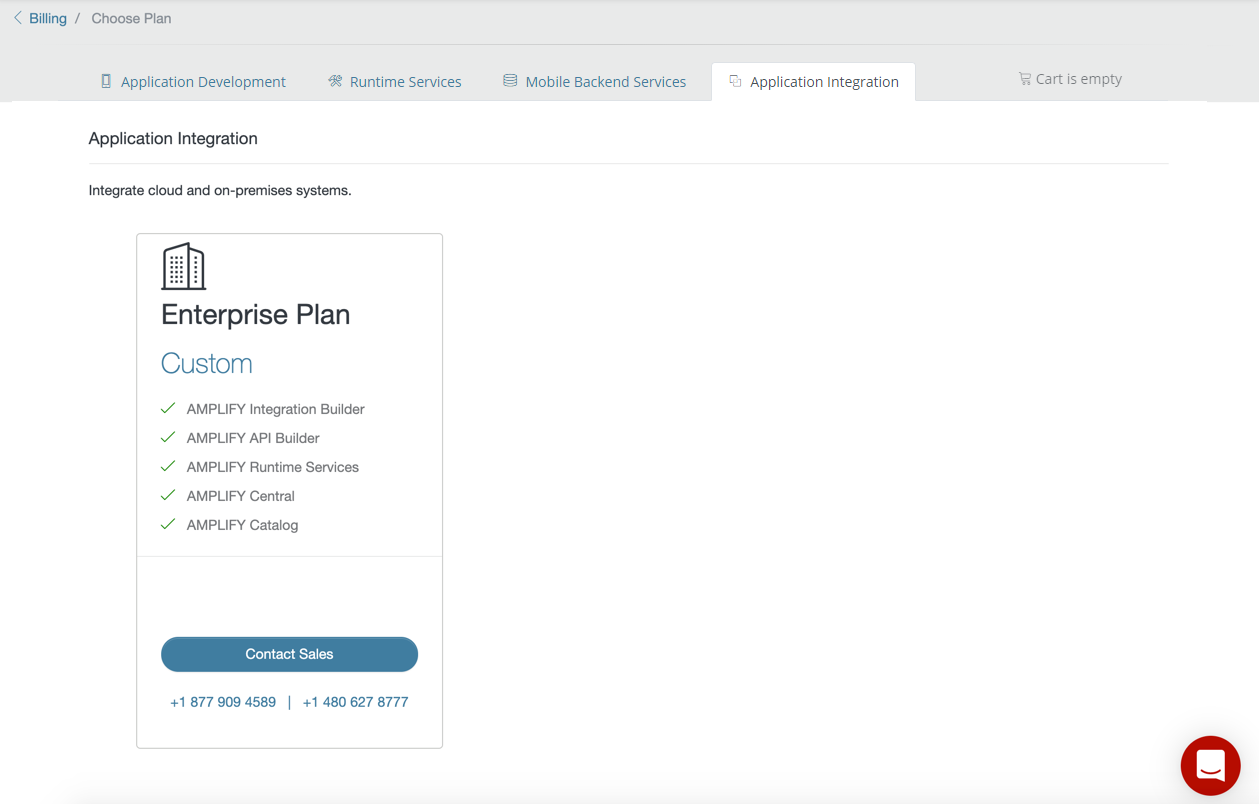 Billing / Choose Plan
Application Development Runtime Services Mobile Backend Services Application Integration Cart is empty
Application Integration
Integrate cloud and on-premises systems.
Enterprise Plan
Custom
AMPLIFY Integration Builder
AMPLIFY API Builder
AMPLIFY Runtime Services
AMPLIFY Central
AMPLIFY Catalog
Contact Sales
+1 877 909 4589 | +1 480 627 8777